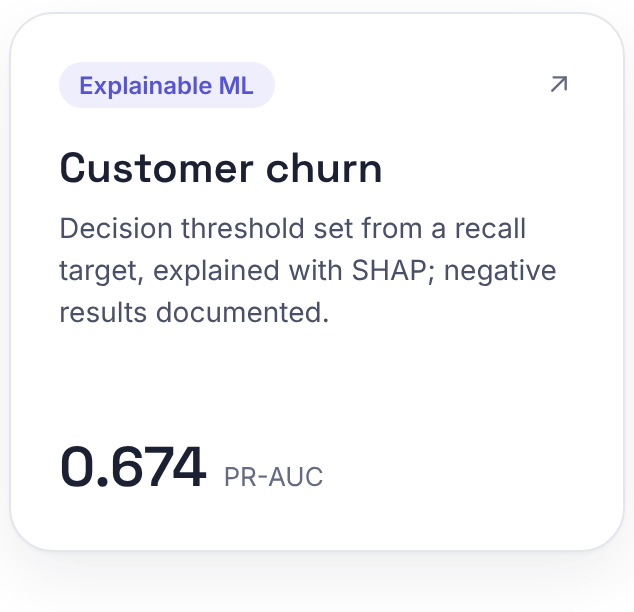 Explainable ML
Customer churn
Decision threshold set from a recall
target, explained with SHAP; negative
results documented.
0.674 PR-AUC